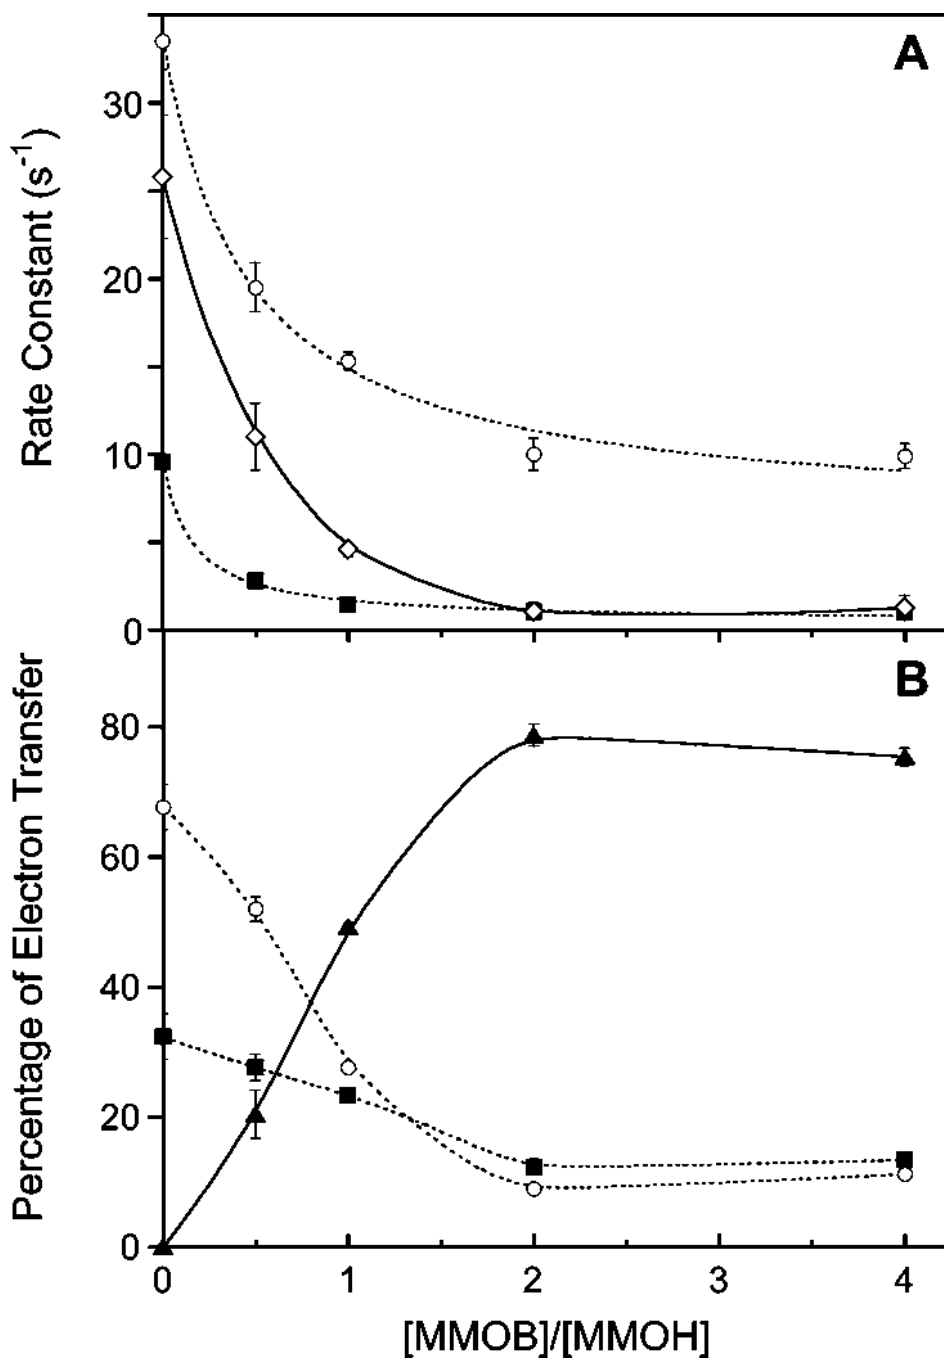 A
Rate Constant (s⁻¹)
30
20
10
0
B
Percentage of Electron Transfer
80
60
40
20
0
0 1 2 3 4
[MMOB]/[MMOH]